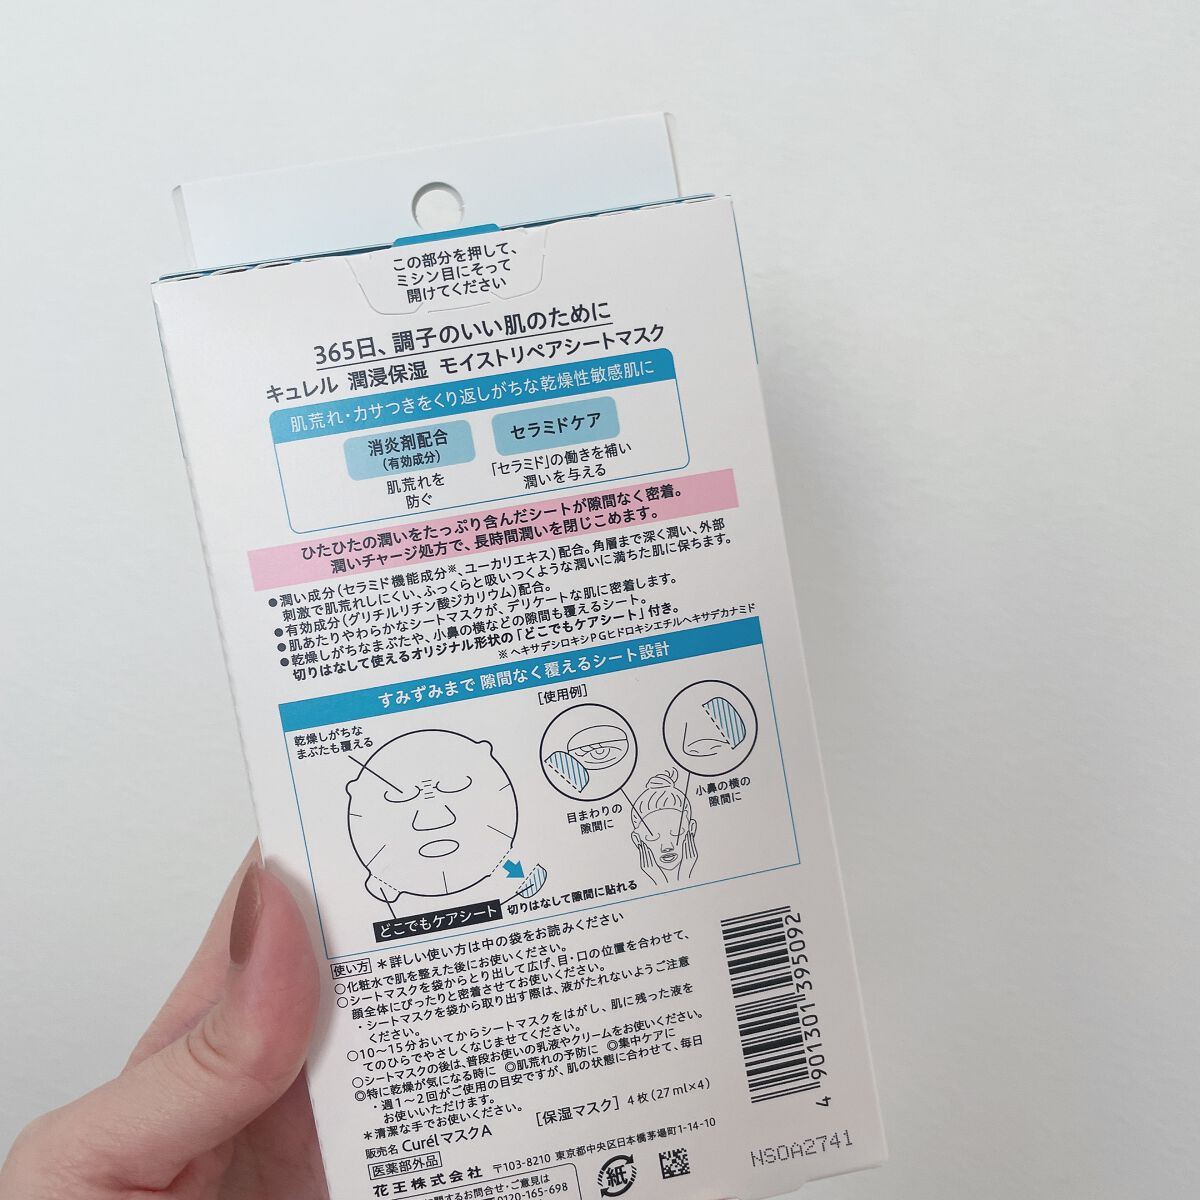 この部分を押して、
ミシン目にそって
開けてください
365日、調子のいい肌のために
キュレル 潤浸保湿 モイストリペアシートマスク
肌荒れ・カサつきをくり返しがちな乾燥性敏感肌に
消炎剤配合
(有効成分)
肌荒れを
防ぐ
セラミドケア
「セラミド」の働きを補い
潤いを与える
ひたひたの潤いをたっぷり含んだシートが隙間なく密着。
潤いチャージ処方で、長時間潤いを閉じこめます。
●潤い成分(セラミド機能成分※、ユーカリエキス)配合。角層まで深く潤い、外部
刺激で肌荒れしにくい、ふっくらと吸いつくような潤いに満ちた肌に保ちます。
●有効成分(グリチルリチン酸ジカリウム)配合。
●肌あたりやわらかなシートマスクが、デリケートな肌に密着します。
●乾燥しがちなまぶたや、小鼻の横などの隙間も覆えるシート。
切りはなして使えるオリジナル形状の「どこでもケアシート」付き。
※ヘキサデシロキシPGヒドロキシエチルヘキサデカナミド
すみずみまで 隙間なく覆えるシート設計
乾燥しがちな
まぶたも覆える
[使用例]
目まわりの
隙間に
小鼻の横の
隙間に
どこでもケアシート 切りはなして隙間に貼れる
使い方 *詳しい使い方は中の袋をお読みください
○化粧水で肌を整えた後にお使いください。
○シートマスクを袋からとり出して広げ、目・口の位置を合わせて、
顔全体にぴったりと密着させてお使いください。
・シートマスクを袋から取り出す際は、液がたれないようご注意
ください。
○10〜15分おいてからシートマスクをはがし、肌に残った液を
てのひらでやさしくなじませてください。
○シートマスクの後は、普段お使いの乳液やクリームをお使いください。
◎特に乾燥が気になる時に ◎肌荒れの予防に ◎集中ケアに
・週1〜2回がご使用の目安ですが、肌の状態に合わせて、毎日
お使いいただけます。
*清潔な手でお使いください。
販売名 Curél マスクA
[保湿マスク] 4枚(27ml×4)
医薬部外品
花王株式会社 〒103-8210 東京都中央区日本橋茅場町1-14-10
に関するお問合せ・ご意見は
0120-165-698
紙
4 901301 395092
NSOA2741